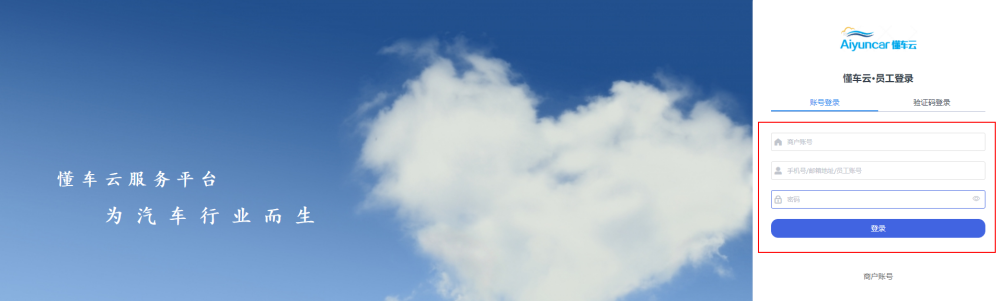 懂车云服务平台
为汽车行业而生
Aiyuncar 懂车云
懂车云•员工登录
账号登录 验证码登录
商户账号
手机号/邮箱地址/员工账号
密码
登录
商户账号